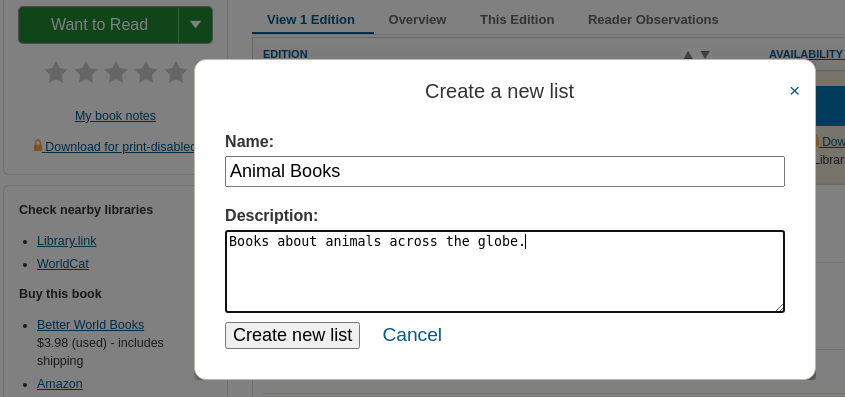 Want to Read
My book notes
Download for print-disabled
Check nearby libraries
Library.link
WorldCat
Buy this book
Better World Books
$3.98 (used) - includes
shipping
Amazon
View 1 Edition Overview This Edition Reader Observations
EDITION AVAILABILITY
Create a new list ×
Name:
Animal Books
Description:
Books about animals across the globe.
Create new list Cancel